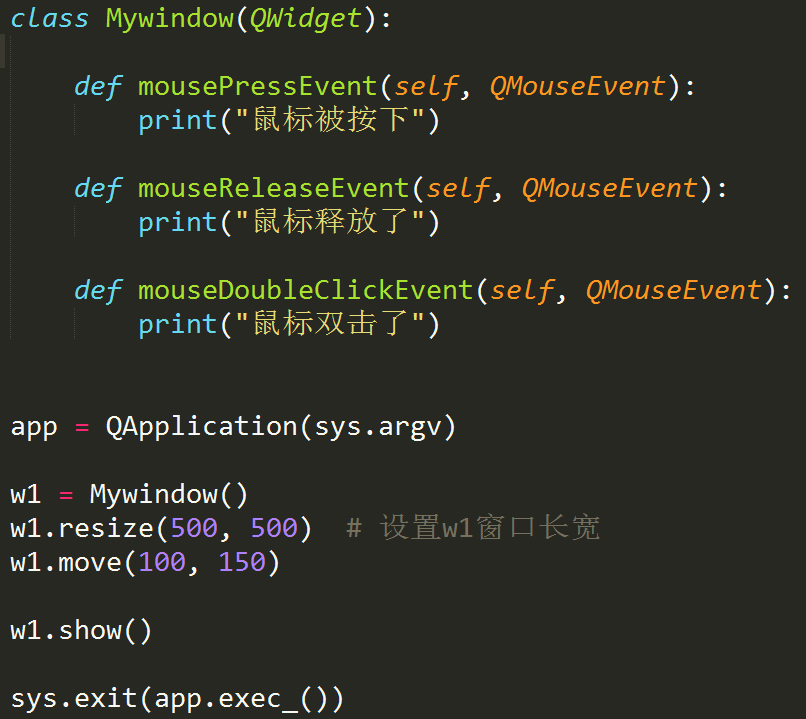 class Mywindow(QWidget):
def mousePressEvent(self, QMouseEvent):
print("鼠标被按下")
def mouseReleaseEvent(self, QMouseEvent):
print("鼠标释放了")
def mouseDoubleClickEvent(self, QMouseEvent):
print("鼠标双击了")
app = QApplication(sys.argv)
w1 = Mywindow()
w1.resize(500, 500)  # 设置w1窗口长宽
w1.move(100, 150)
w1.show()
sys.exit(app.exec_())